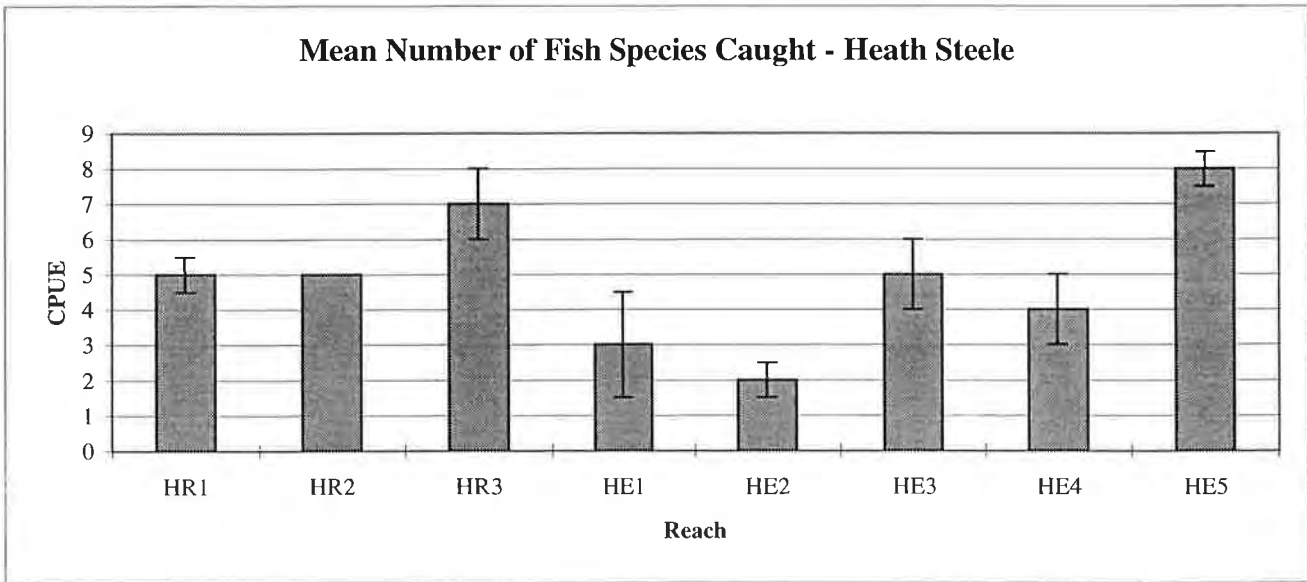 Mean Number of Fish Species Caught - Heath Steele
9
8
7
6
5
4
3
2
1
0
CPUE
HR1 HR2 HR3 HE1 HE2 HE3 HE4 HE5
Reach